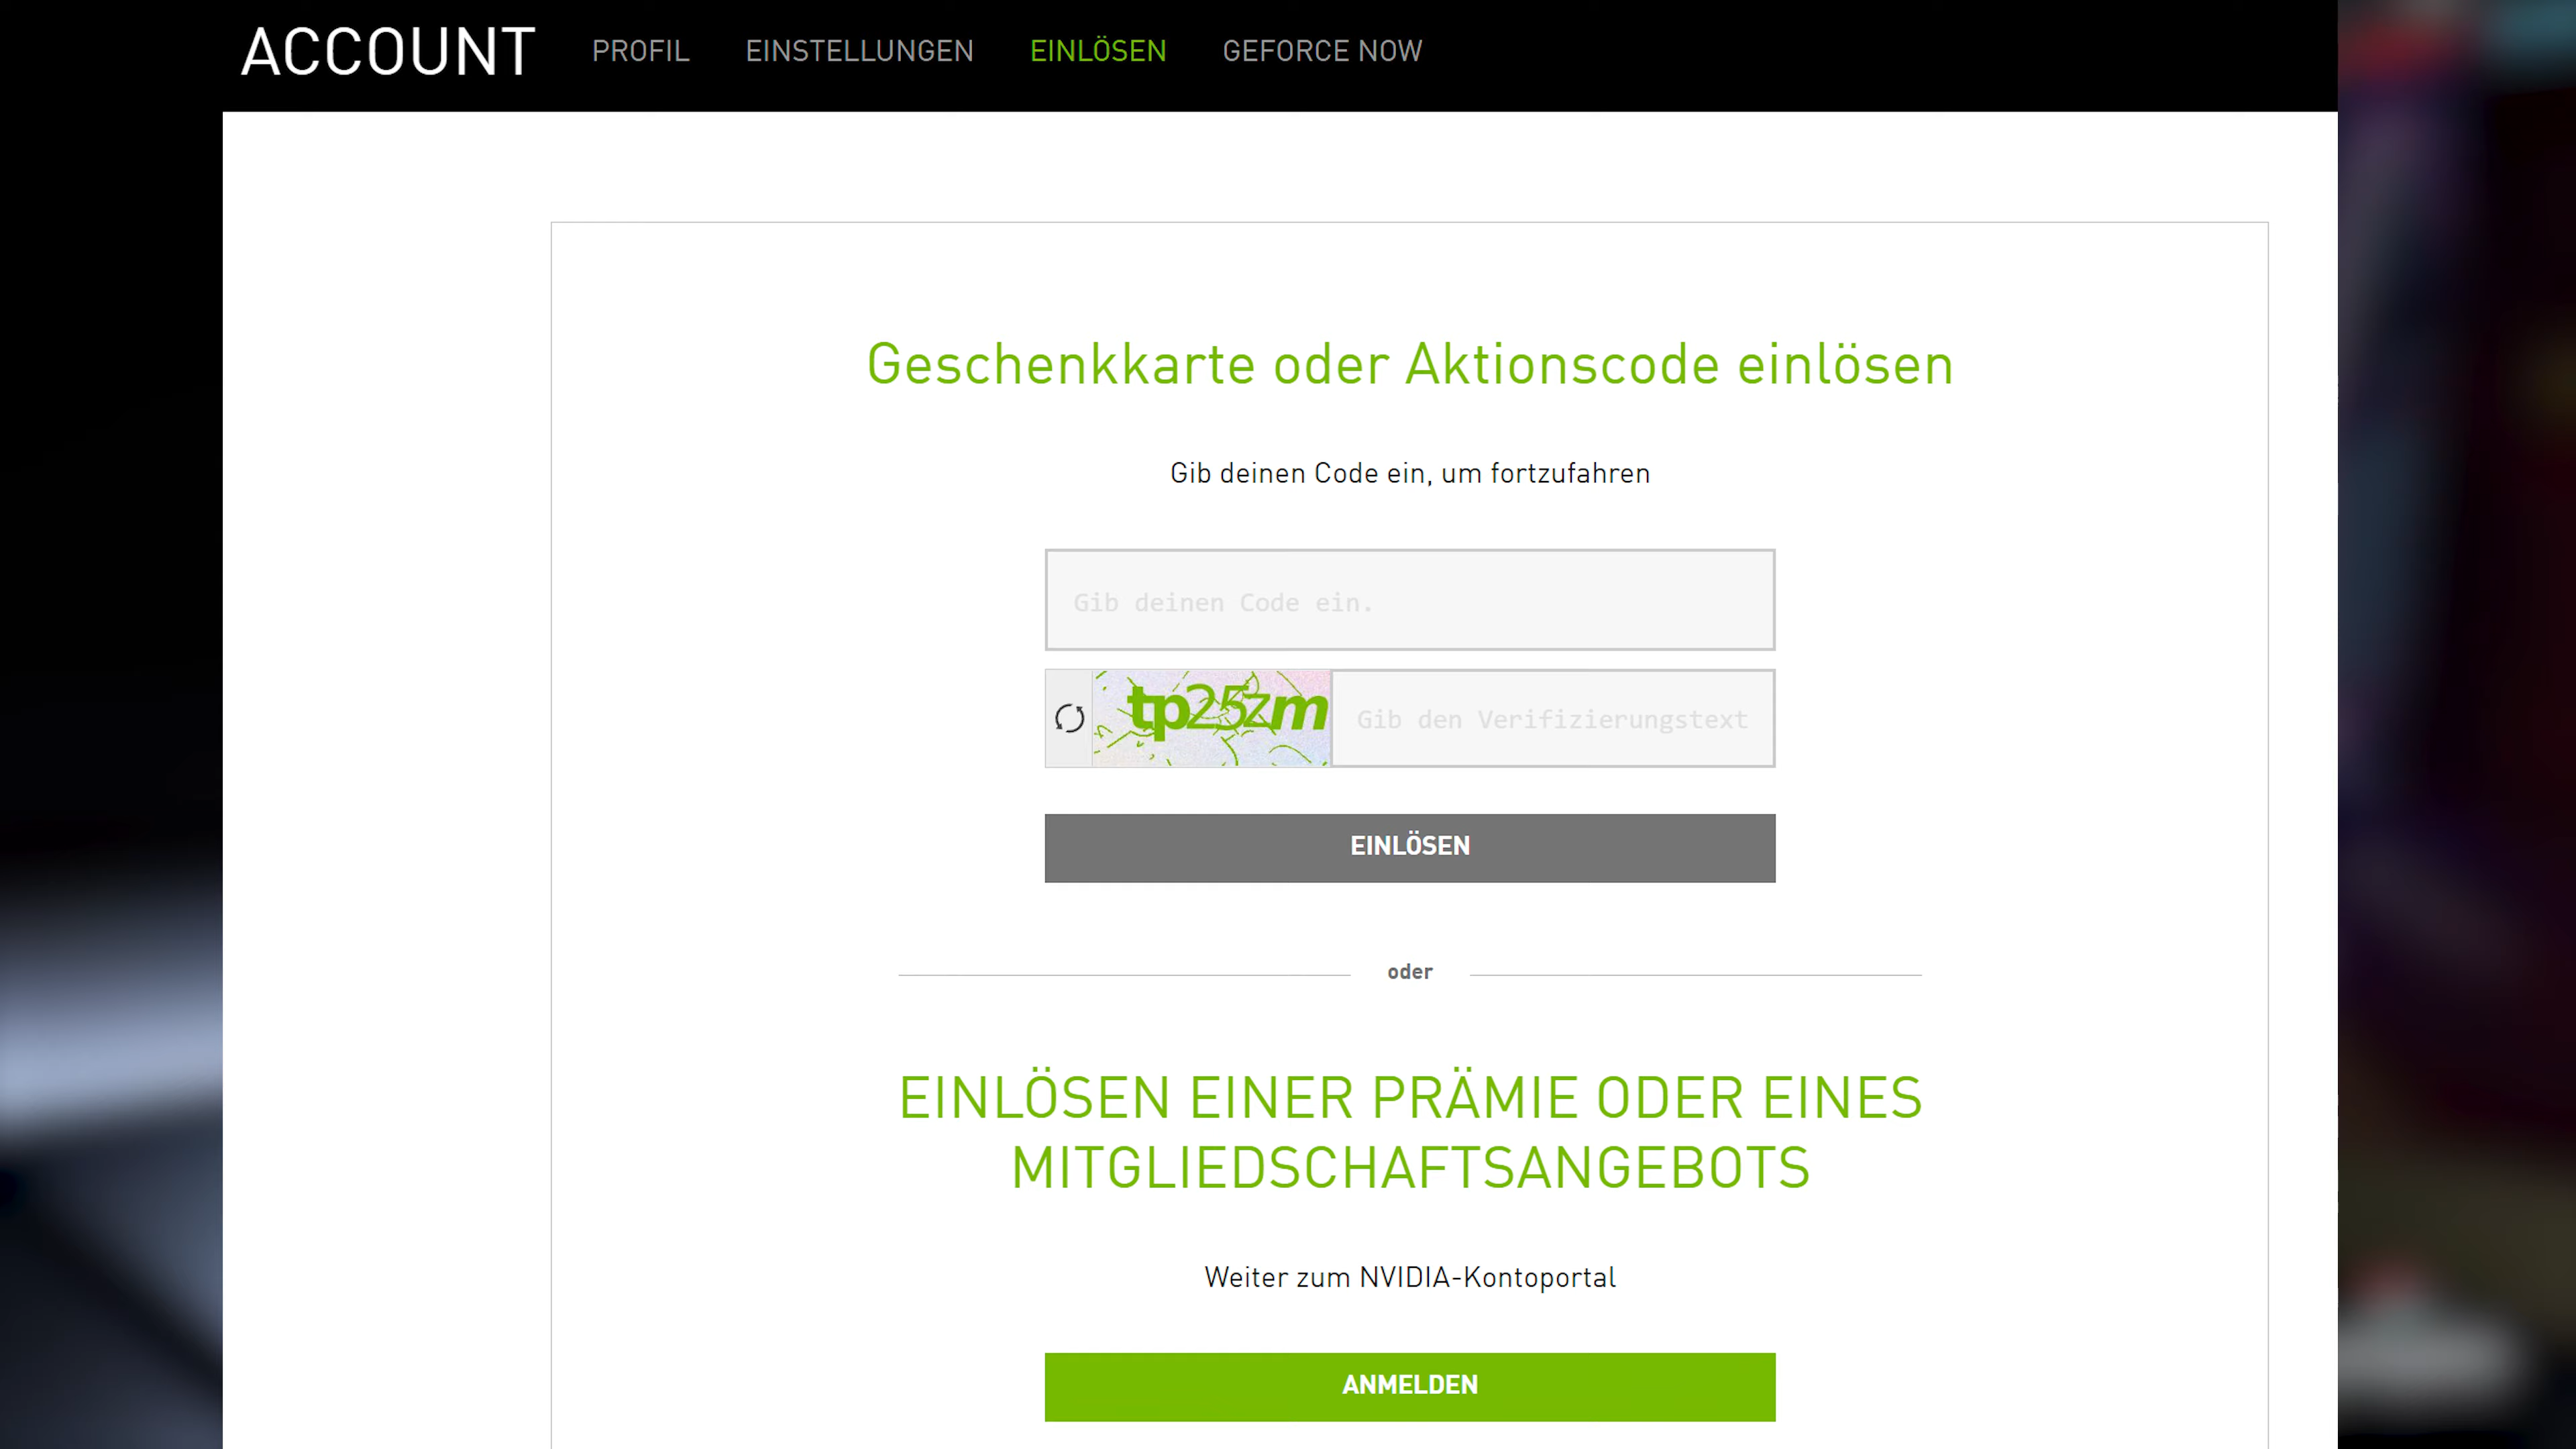 ACCOUNT PROFIL EINSTELLUNGEN EINLÖSEN GEFORCE NOW
Geschenkkarte oder Aktionscode einlösen
Gib deinen Code ein, um fortzufahren
Gib deinen Code ein.
tp25zm Gib den Verifizierungstext
EINLÖSEN
oder
EINLÖSEN EINER PRÄMIE ODER EINES
MITGLIEDSCHAFTSANGEBOTS
Weiter zum NVIDIA-Kontoportal
ANMELDEN